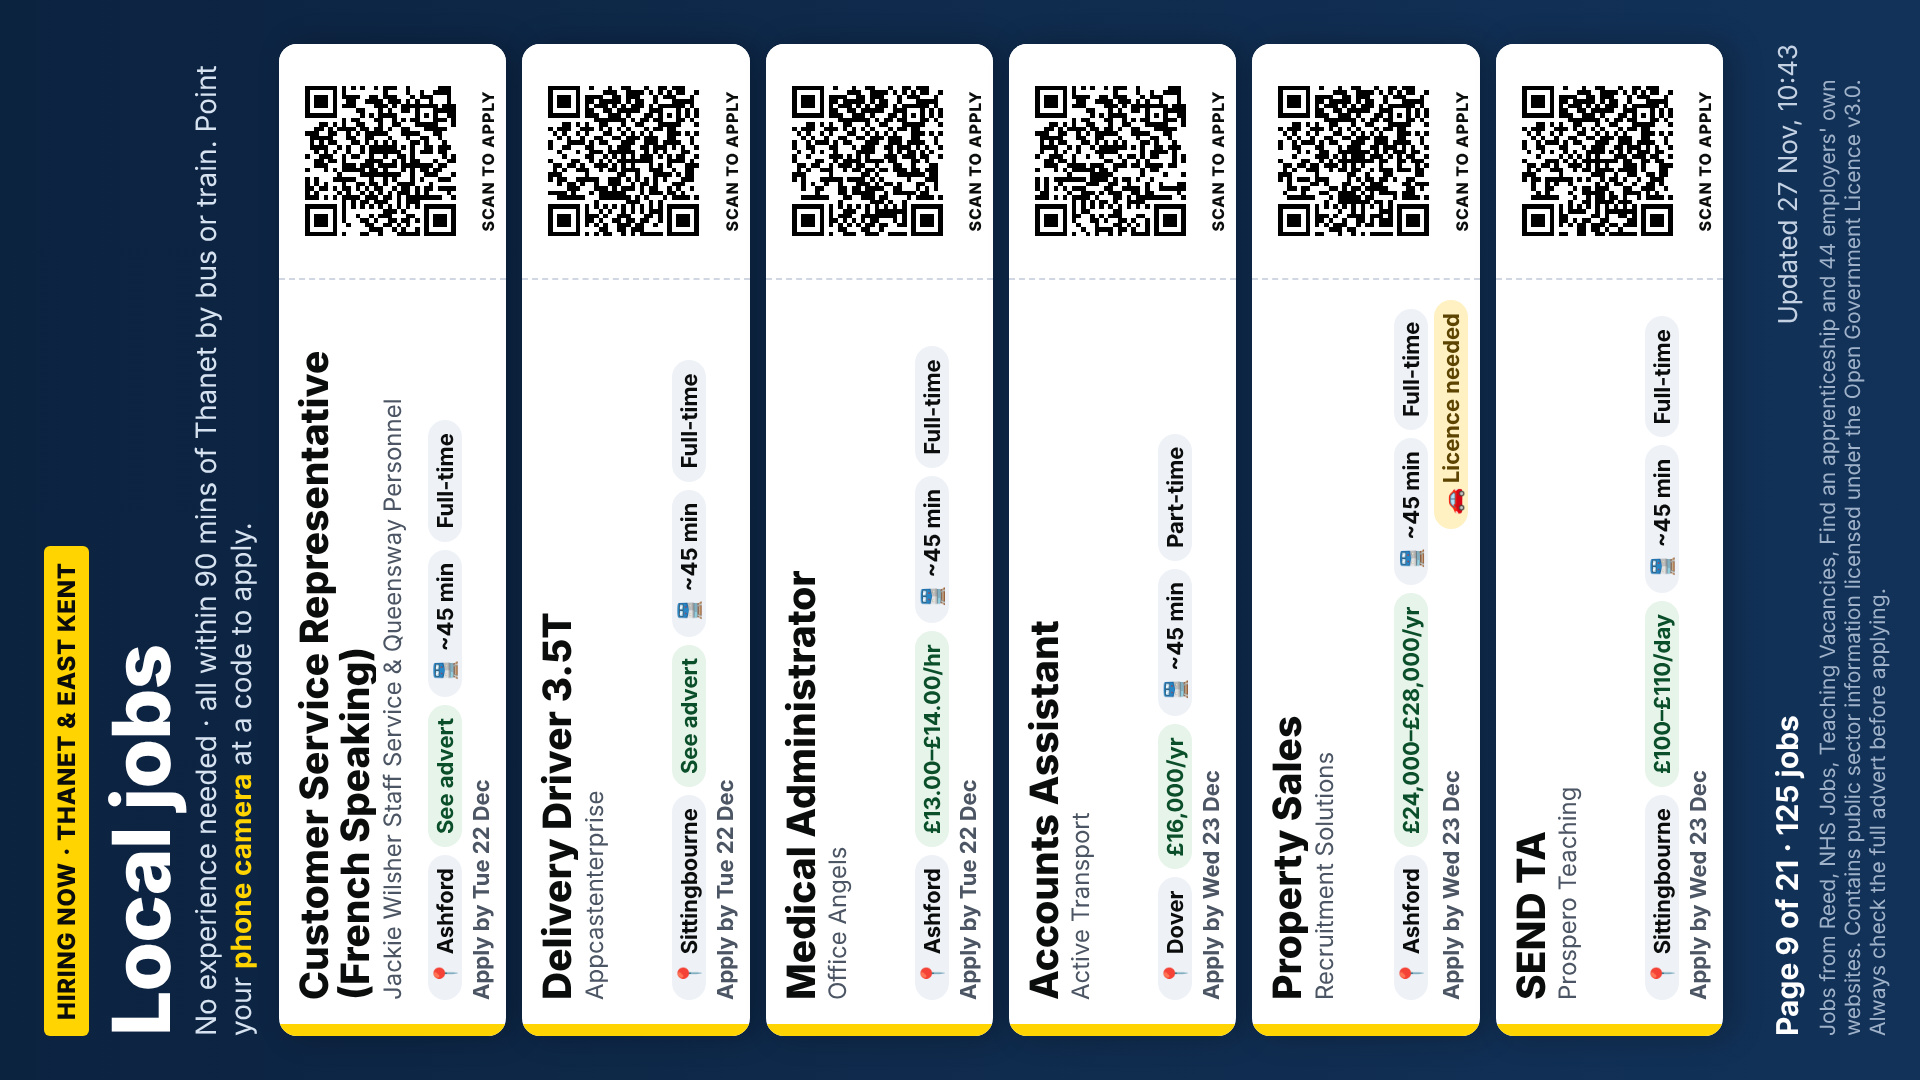 HIRING NOW · THANET & EAST KENT
Local jobs
No experience needed · all within 90 mins of Thanet by bus or train. Point
your phone camera at a code to apply.
Customer Service Representative
(French Speaking)
Jackie Wilsher Staff Service & Queensway Personnel
📍 Ashford See advert 🚆 ~45 min Full-time
Apply by Tue 22 Dec
SCAN TO APPLY
Delivery Driver 3.5T
Appcastenterprise
📍 Sittingbourne See advert 🚆 ~45 min Full-time
Apply by Tue 22 Dec
SCAN TO APPLY
Medical Administrator
Office Angels
📍 Ashford £13.00–£14.00/hr 🚆 ~45 min Full-time
Apply by Tue 22 Dec
SCAN TO APPLY
Accounts Assistant
Active Transport
📍 Dover £16,000/yr 🚆 ~45 min Part-time
Apply by Wed 23 Dec
SCAN TO APPLY
Property Sales
Recruitment Solutions
📍 Ashford £24,000–£28,000/yr 🚆 ~45 min Full-time
Apply by Wed 23 Dec 🚗 Licence needed
SCAN TO APPLY
SEND TA
Prospero Teaching
📍 Sittingbourne £100–£110/day 🚆 ~45 min Full-time
Apply by Wed 23 Dec
SCAN TO APPLY
Page 9 of 21 · 125 jobs Updated 27 Nov, 10:43
Jobs from Reed, NHS Jobs, Teaching Vacancies, Find an apprenticeship and 44 employers' own
websites. Contains public sector information licensed under the Open Government Licence v3.0.
Always check the full advert before applying.